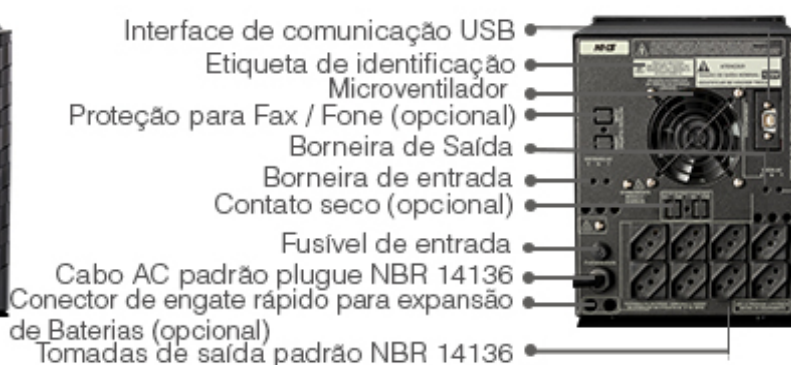 Interface de comunicação USB
Etiqueta de identificação
Microventilador
Proteção para Fax / Fone (opcional)
Borneira de Saída
Borneira de entrada
Contato seco (opcional)
Fusível de entrada
Cabo AC padrão plugue NBR 14136
Conector de engate rápido para expansão
de Baterias (opcional)
Tomadas de saída padrão NBR 14136
NHS
ATENÇÃO